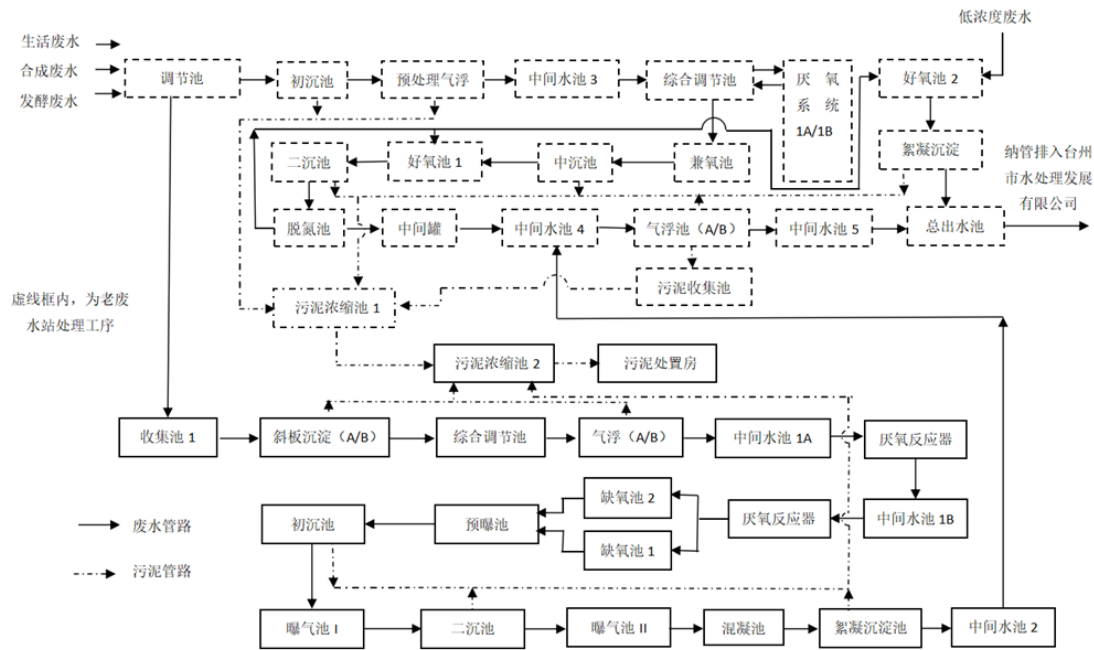 低浓度废水
生活废水
合成废水
发酵废水
调节池
初沉池
预处理气浮
中间水池 3
综合调节池
厌氧
系统
1A/1B
好氧池 2
二沉池
好氧池 1
中沉池
兼氧池
絮凝沉淀
纳管排入台州
市水处理发展
有限公司
脱氮池
中间罐
中间水池 4
气浮池（A/B）
中间水池 5
总出水池
污泥收集池
虚线框内，为老废
水站处理工序
污泥浓缩池 1
污泥浓缩池 2
污泥处置房
收集池 1
斜板沉淀（A/B）
综合调节池
气浮（A/B）
中间水池 1A
厌氧反应器
废水管路
初沉池
预曝池
缺氧池 2
缺氧池 1
厌氧反应器
中间水池 1B
污泥管路
曝气池 I
二沉池
曝气池 II
混凝池
絮凝沉淀池
中间水池 2